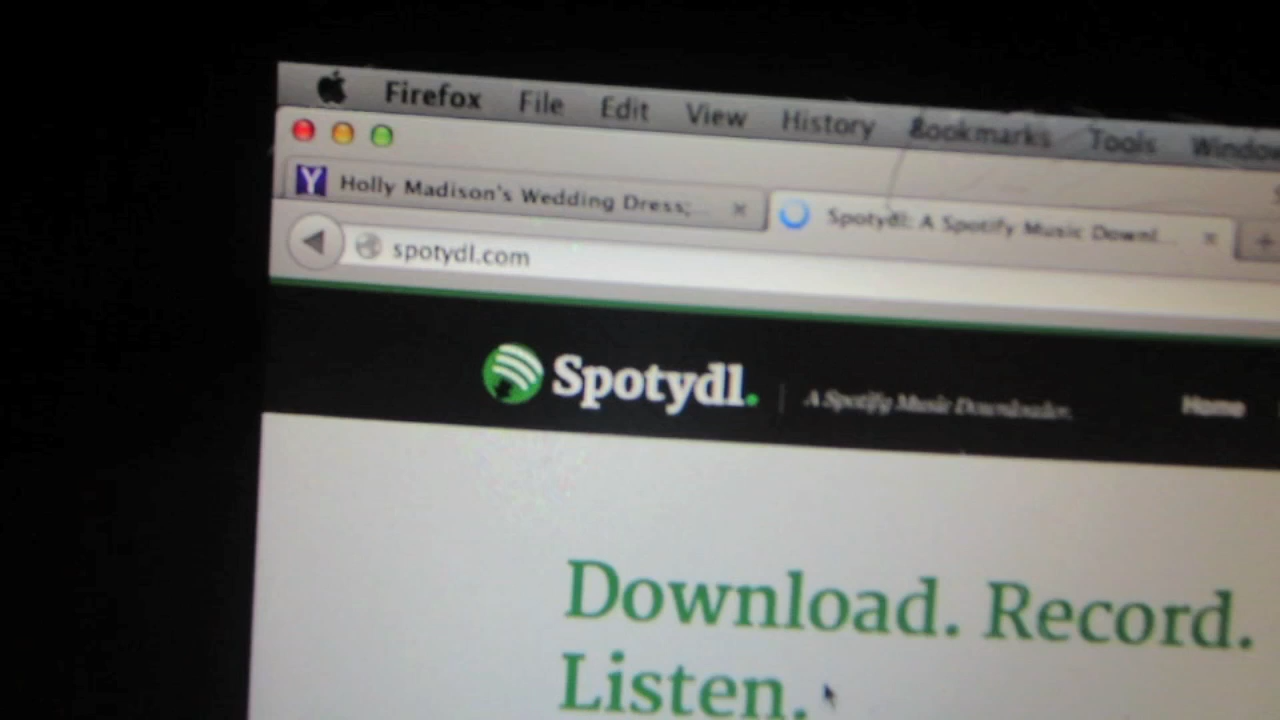 Firefox File Edit View History Bookmarks Tools Window
Holly Madison's Wedding Dress;... Spotydl: A Spotify Music Downl...
spotydl.com
Spotydl. | A Spotify Music Downloader. Home
Download. Record.
Listen.